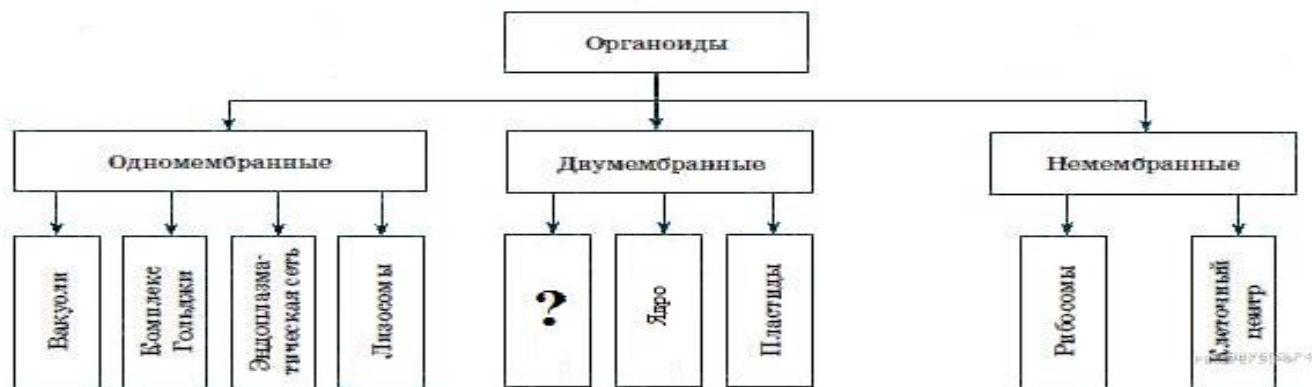 Органоиды
Одномембранные
Двумембранные
Немембранные
Вакуоли
Комплекс
Гольджи
Эндоплазма-
тическая сеть
Лизосомы
?
Ядро
Пластиды
Рибосомы
Клеточный
центр